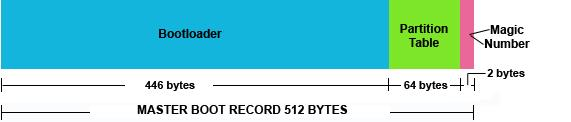 Bootloader
Partition
Table
Magic
Number
446 bytes
64 bytes
2 bytes
MASTER BOOT RECORD 512 BYTES